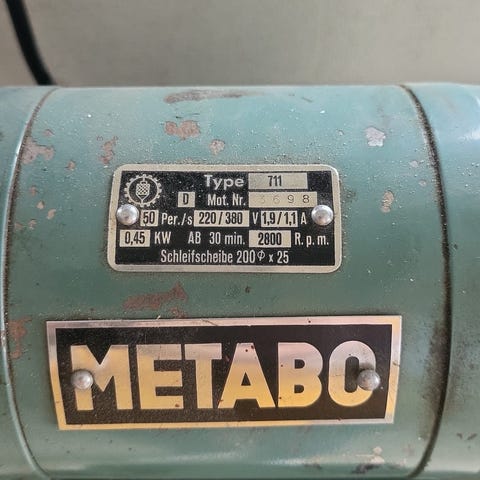 Type 711
D Mot. Nr. 3698
50 Per./s 220/380 V 1,9/1,1 A
0,45 KW AB 30 min. 2800 R.p.m.
Schleifscheibe 200 Φ x 25
METABO